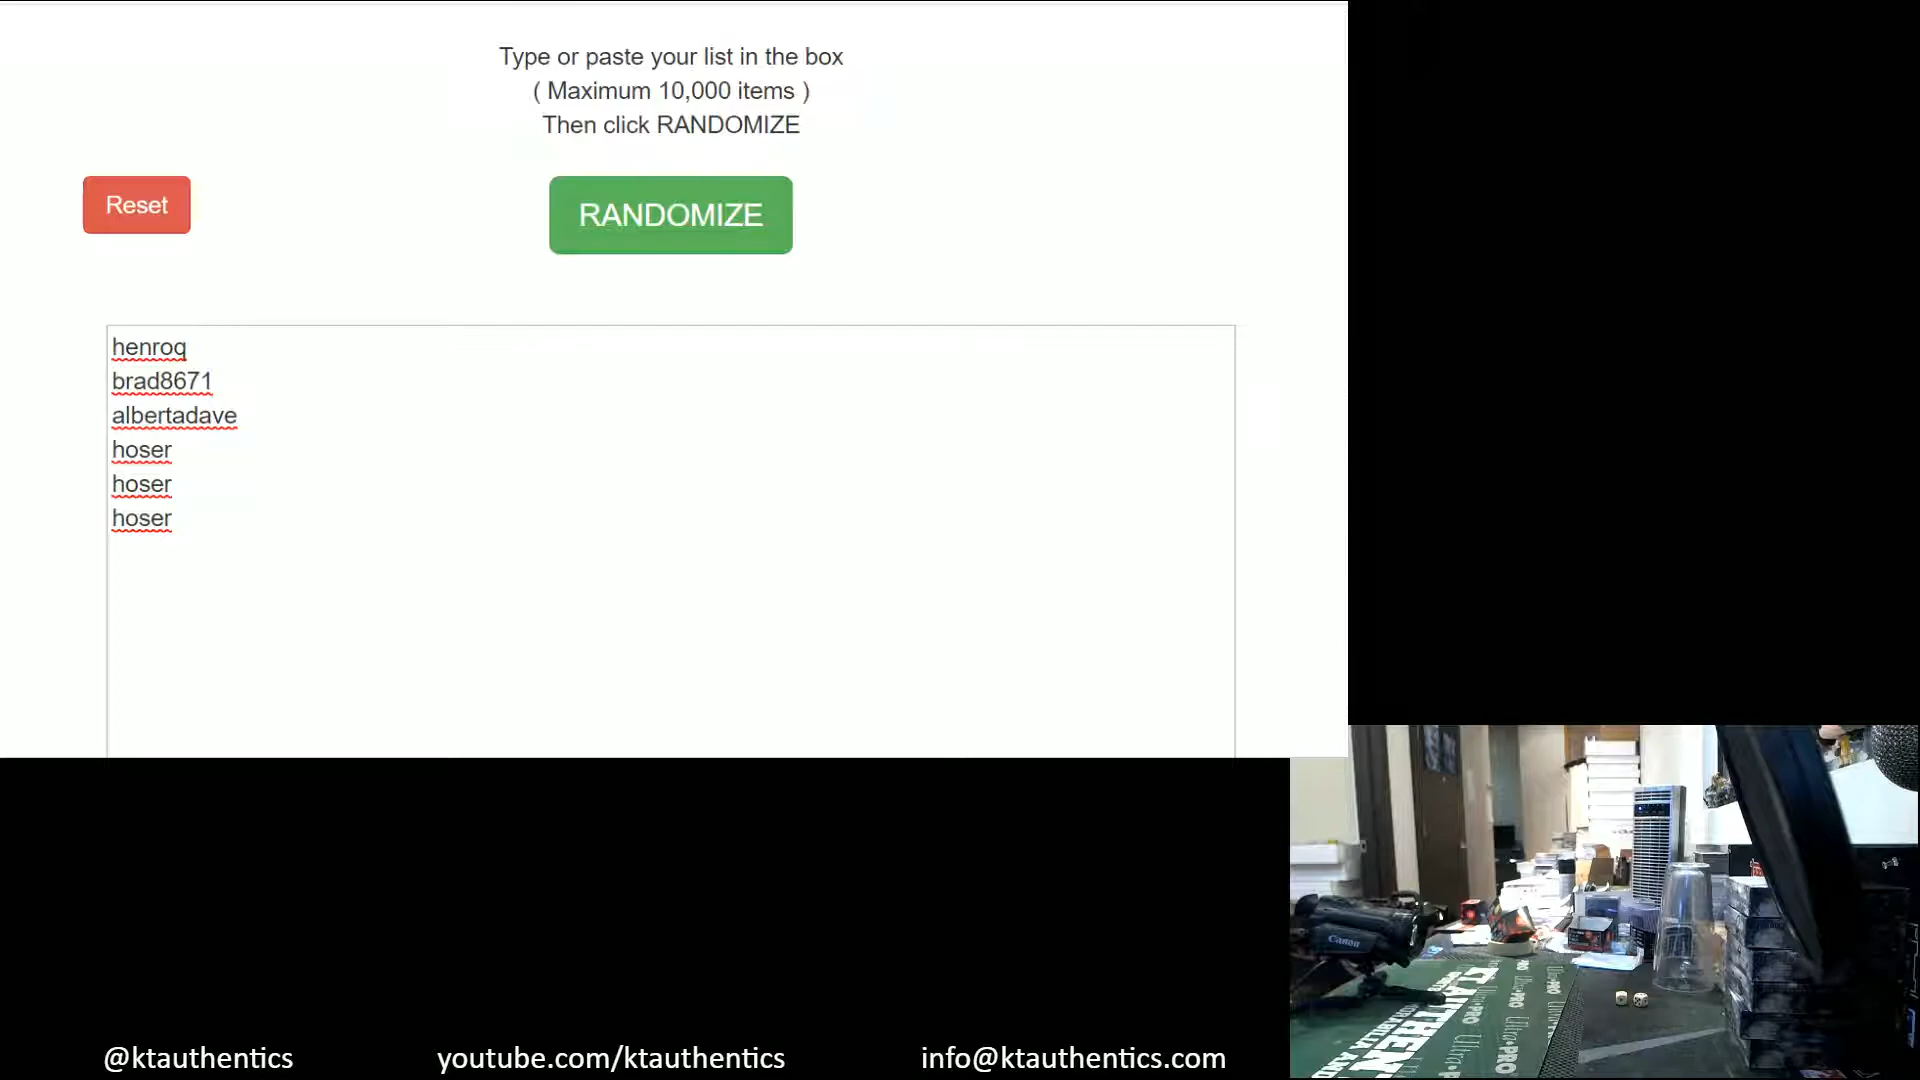 Type or paste your list in the box
( Maximum 10,000 items )
Then click RANDOMIZE
Reset
RANDOMIZE
henroq
brad8671
albertadave
hoser
hoser
hoser
Canon
@ktauthentics
youtube.com/ktauthentics
info@ktauthentics.com